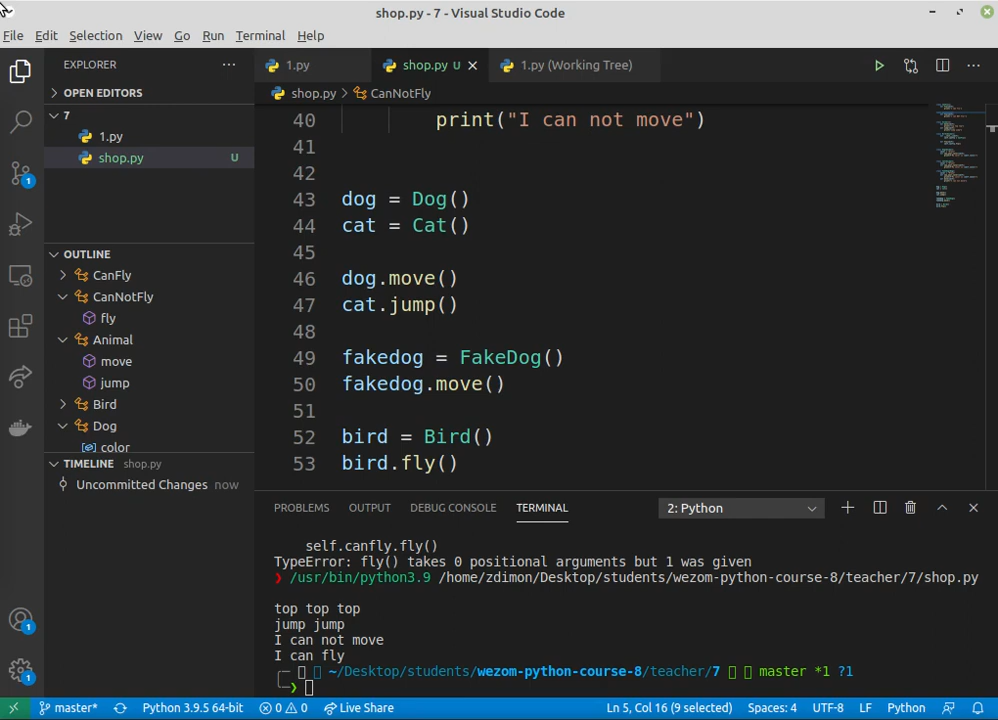 shop.py - 7 - Visual Studio Code
File Edit Selection View Go Run Terminal Help
EXPLORER
OPEN EDITORS
7
1.py
shop.py U
OUTLINE
CanFly
CanNotFly
fly
Animal
move
jump
Bird
Dog
color
TIMELINE shop.py
Uncommitted Changes now
1.py shop.py U 1.py (Working Tree)
shop.py CanNotFly
40 print("I can not move")
41
42
43 dog = Dog()
44 cat = Cat()
45
46 dog.move()
47 cat.jump()
48
49 fakedog = FakeDog()
50 fakedog.move()
51
52 bird = Bird()
53 bird.fly()
PROBLEMS OUTPUT DEBUG CONSOLE TERMINAL 2: Python
self.canfly.fly()
TypeError: fly() takes 0 positional arguments but 1 was given
❯ /usr/bin/python3.9 /home/zdimon/Desktop/students/wezom-python-course-8/teacher/7/shop.py
top top top
jump jump
I can not move
I can fly
~/Desktop/students/wezom-python-course-8/teacher/7 master *1 ?1
1
1
1
master* Python 3.9.5 64-bit 0 0 Live Share Ln 5, Col 16 (9 selected) Spaces: 4 UTF-8 LF Python